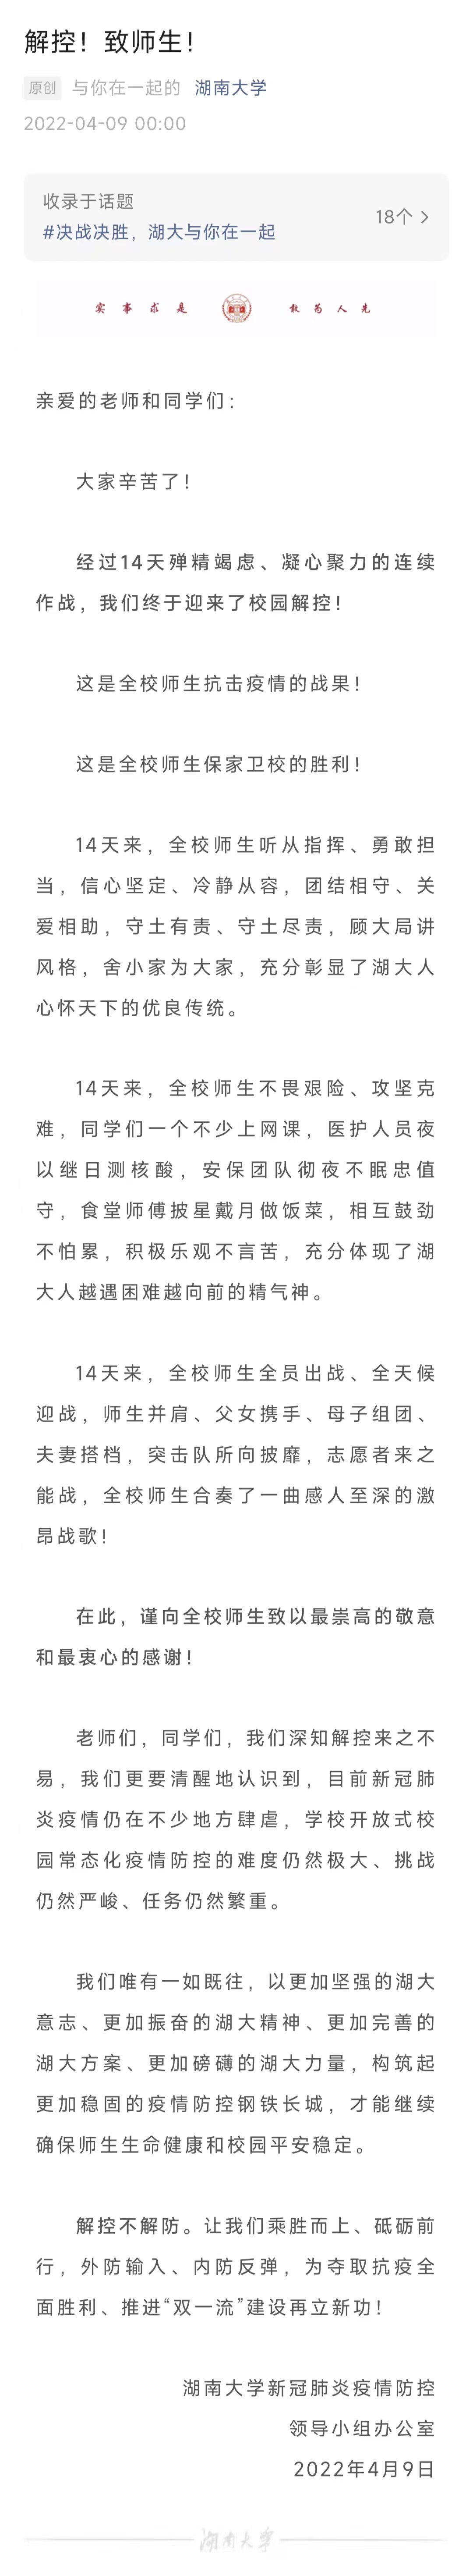 解控！致师生！
原创 与你在一起的 湖南大学
2022-04-09 00:00
收录于话题
#决战决胜，湖大与你在一起
18个
实事求是 敢为人先
亲爱的老师和同学们：
大家辛苦了！
经过14天殚精竭虑、凝心聚力的连续
作战，我们终于迎来了校园解控！
这是全校师生抗击疫情的战果！
这是全校师生保家卫校的胜利！
14天来，全校师生听从指挥、勇敢担
当，信心坚定、冷静从容，团结相守、关
爱相助，守土有责、守土尽责，顾大局讲
风格，舍小家为大家，充分彰显了湖大人
心怀天下的优良传统。
14天来，全校师生不畏艰险、攻坚克
难，同学们一个不少上网课，医护人员夜
以继日测核酸，安保团队彻夜不眠忠值
守，食堂师傅披星戴月做饭菜，相互鼓劲
不怕累，积极乐观不言苦，充分体现了湖
大人越遇困难越向前的精气神。
14天来，全校师生全员出战、全天候
迎战，师生并肩、父女携手、母子组团、
夫妻搭档，突击队所向披靡，志愿者来之
能战，全校师生合奏了一曲感人至深的激
昂战歌！
在此，谨向全校师生致以最崇高的敬意
和最衷心的感谢！
老师们，同学们，我们深知解控来之不
易，我们更要清醒地认识到，目前新冠肺
炎疫情仍在不少地方肆虐，学校开放式校
园常态化疫情防控的难度仍然极大、挑战
仍然严峻、任务仍然繁重。
我们唯有一如既往，以更加坚强的湖大
意志、更加振奋的湖大精神、更加完善的
湖大方案、更加磅礴的湖大力量，构筑起
更加稳固的疫情防控钢铁长城，才能继续
确保师生生命健康和校园平安稳定。
解控不解防。让我们乘胜而上、砥砺前
行，外防输入、内防反弹，为夺取抗疫全
面胜利、推进“双一流”建设再立新功！
湖南大学新冠肺炎疫情防控
领导小组办公室
2022年4月9日
湖南大学